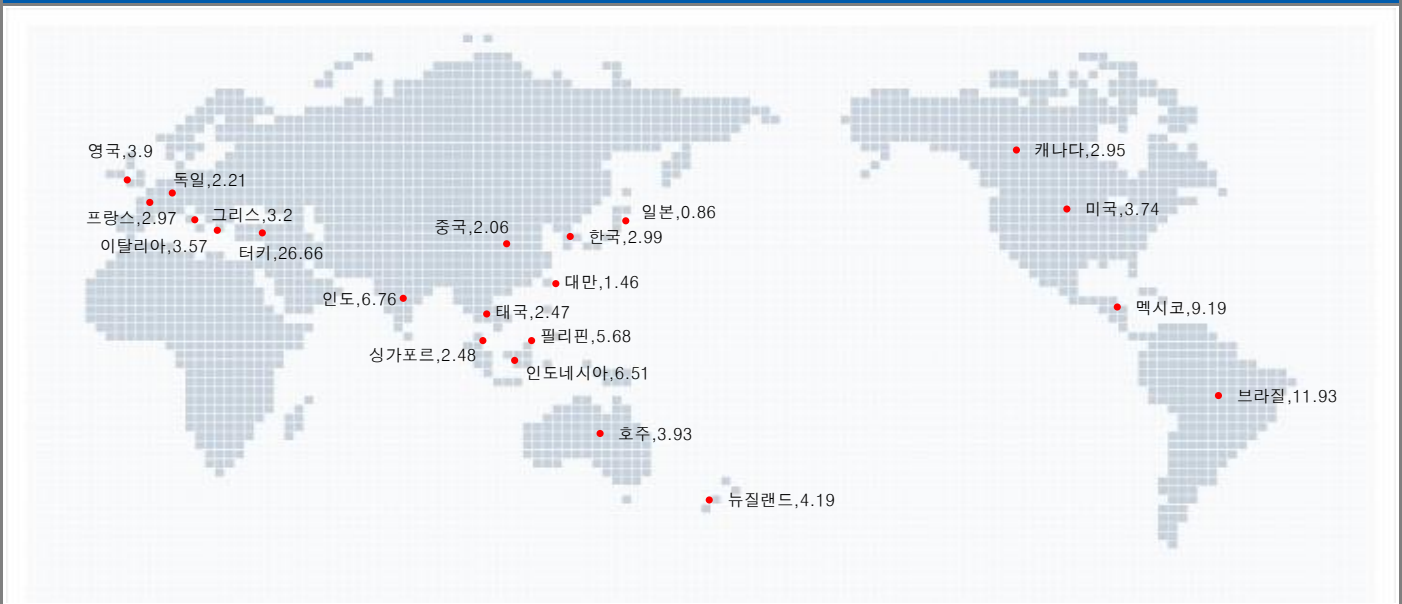 영국,3.9
캐나다,2.95
독일,2.21
미국,3.74
일본,0.86
그리스,3.2
프랑스,2.97
중국,2.06
한국,2.99
이탈리아,3.57
터키,26.66
대만,1.46
인도,6.76
멕시코,9.19
태국,2.47
필리핀,5.68
싱가포르,2.48
인도네시아,6.51
브라질,11.93
호주,3.93
뉴질랜드,4.19